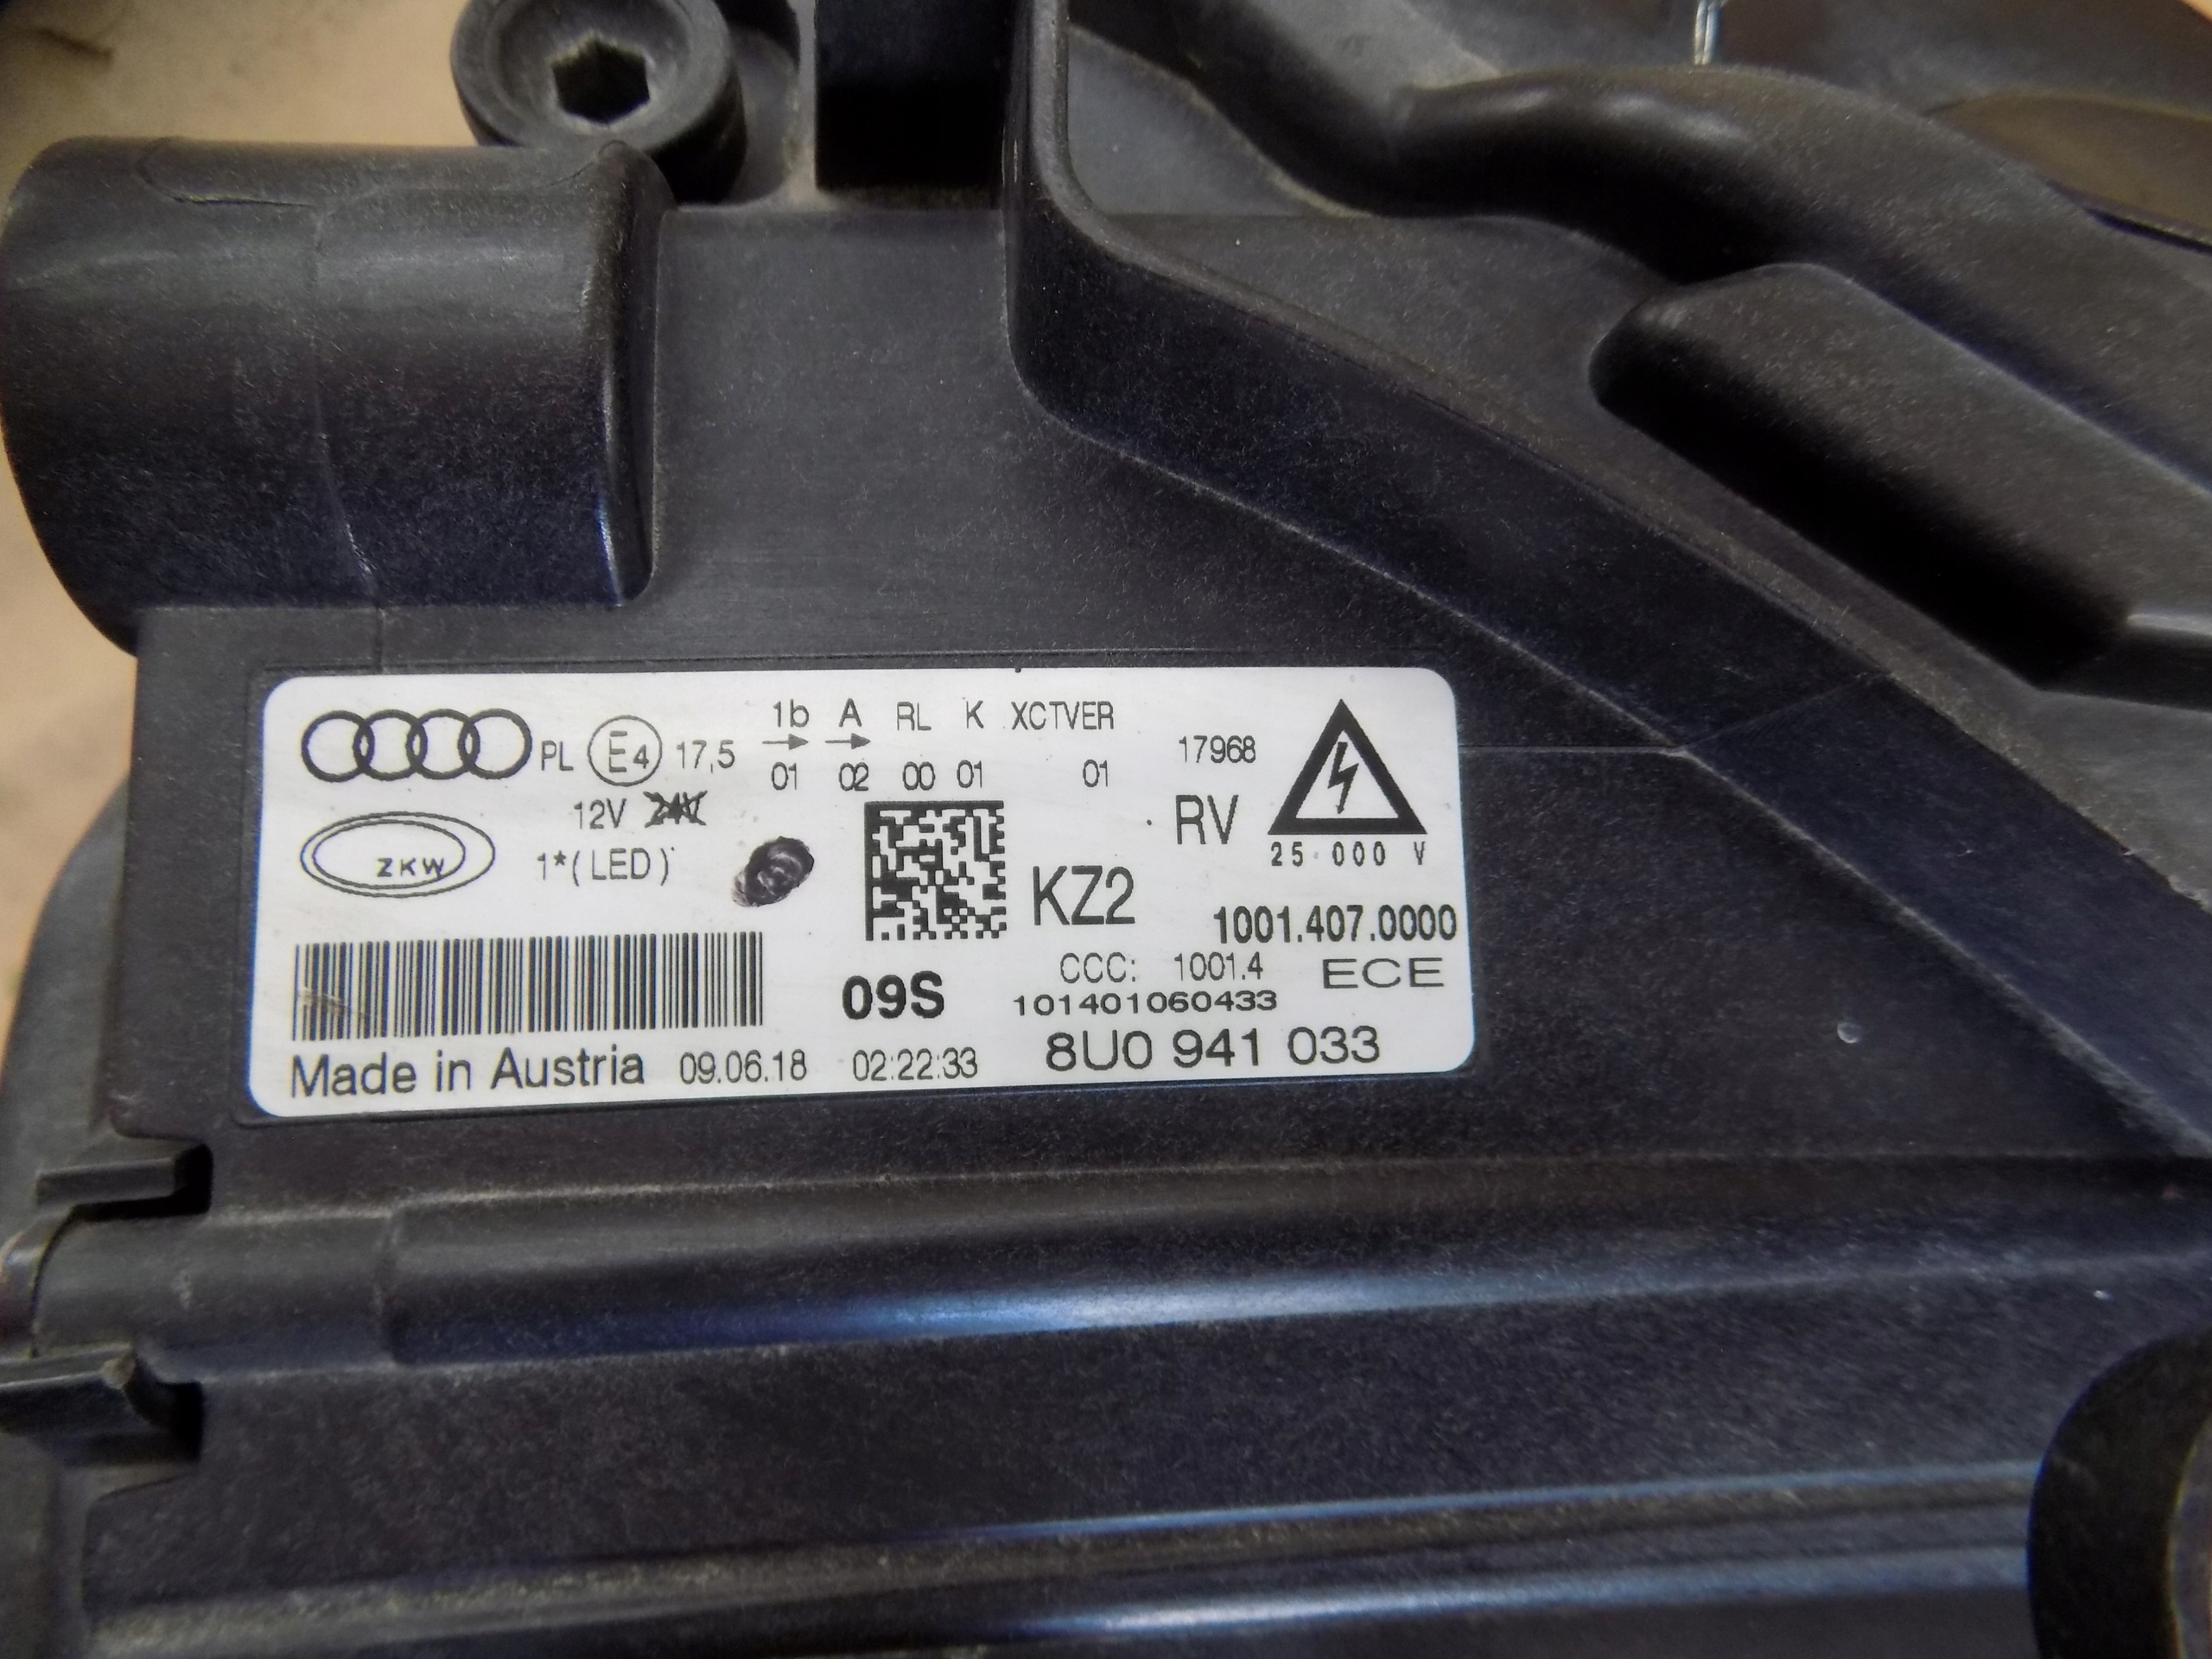 1b A RL K XCTVER
PL E4 17,5 → → 17968
01 02 00 01 01
12V 24V RV
ZKW 1*(LED) 25 000 V
KZ2
1001.407.0000
CCC: 1001.4 ECE
09S 101401060433
Made in Austria 09.06.18 02:22:33 8U0 941 033